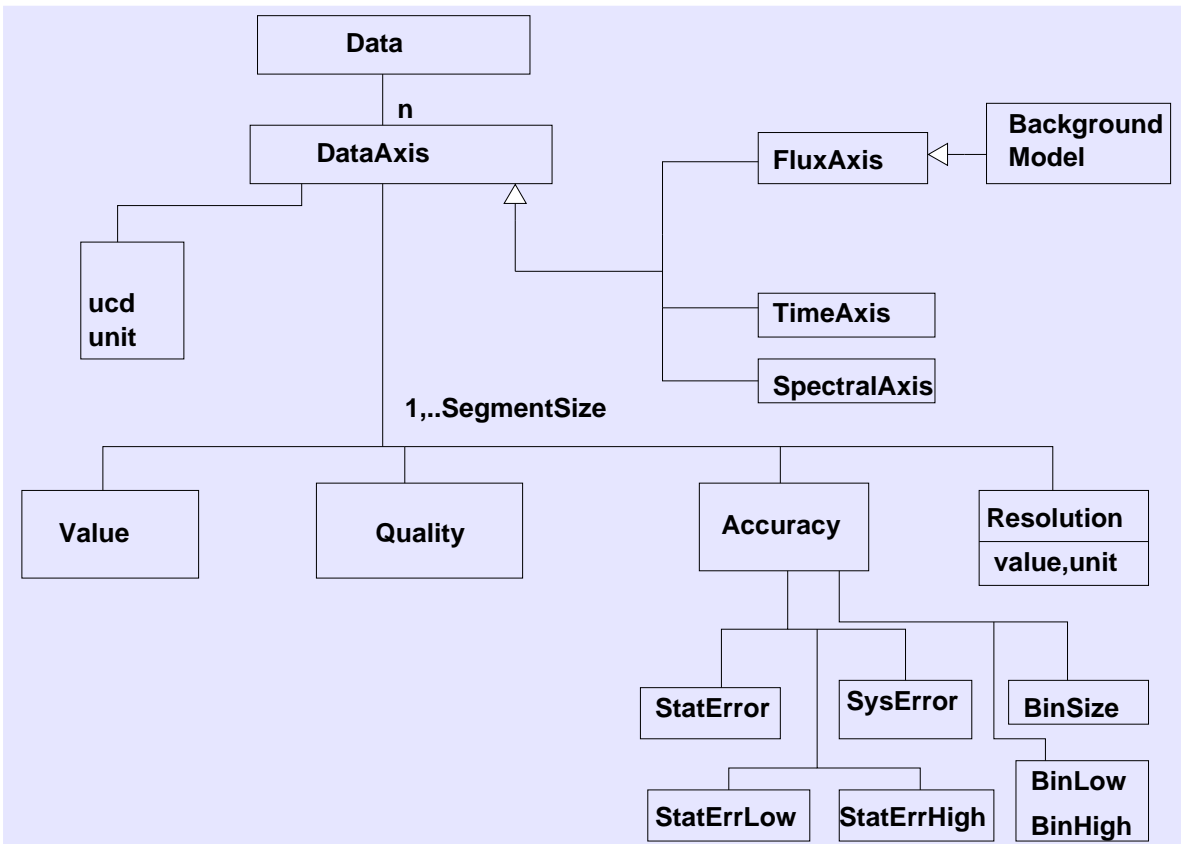 Data
n
DataAxis
FluxAxis
Background
Model
ucd
unit
TimeAxis
SpectralAxis
1,..SegmentSize
Value
Quality
Accuracy
Resolution
value,unit
StatError
SysError
BinSize
StatErrLow
StatErrHigh
BinLow
BinHigh